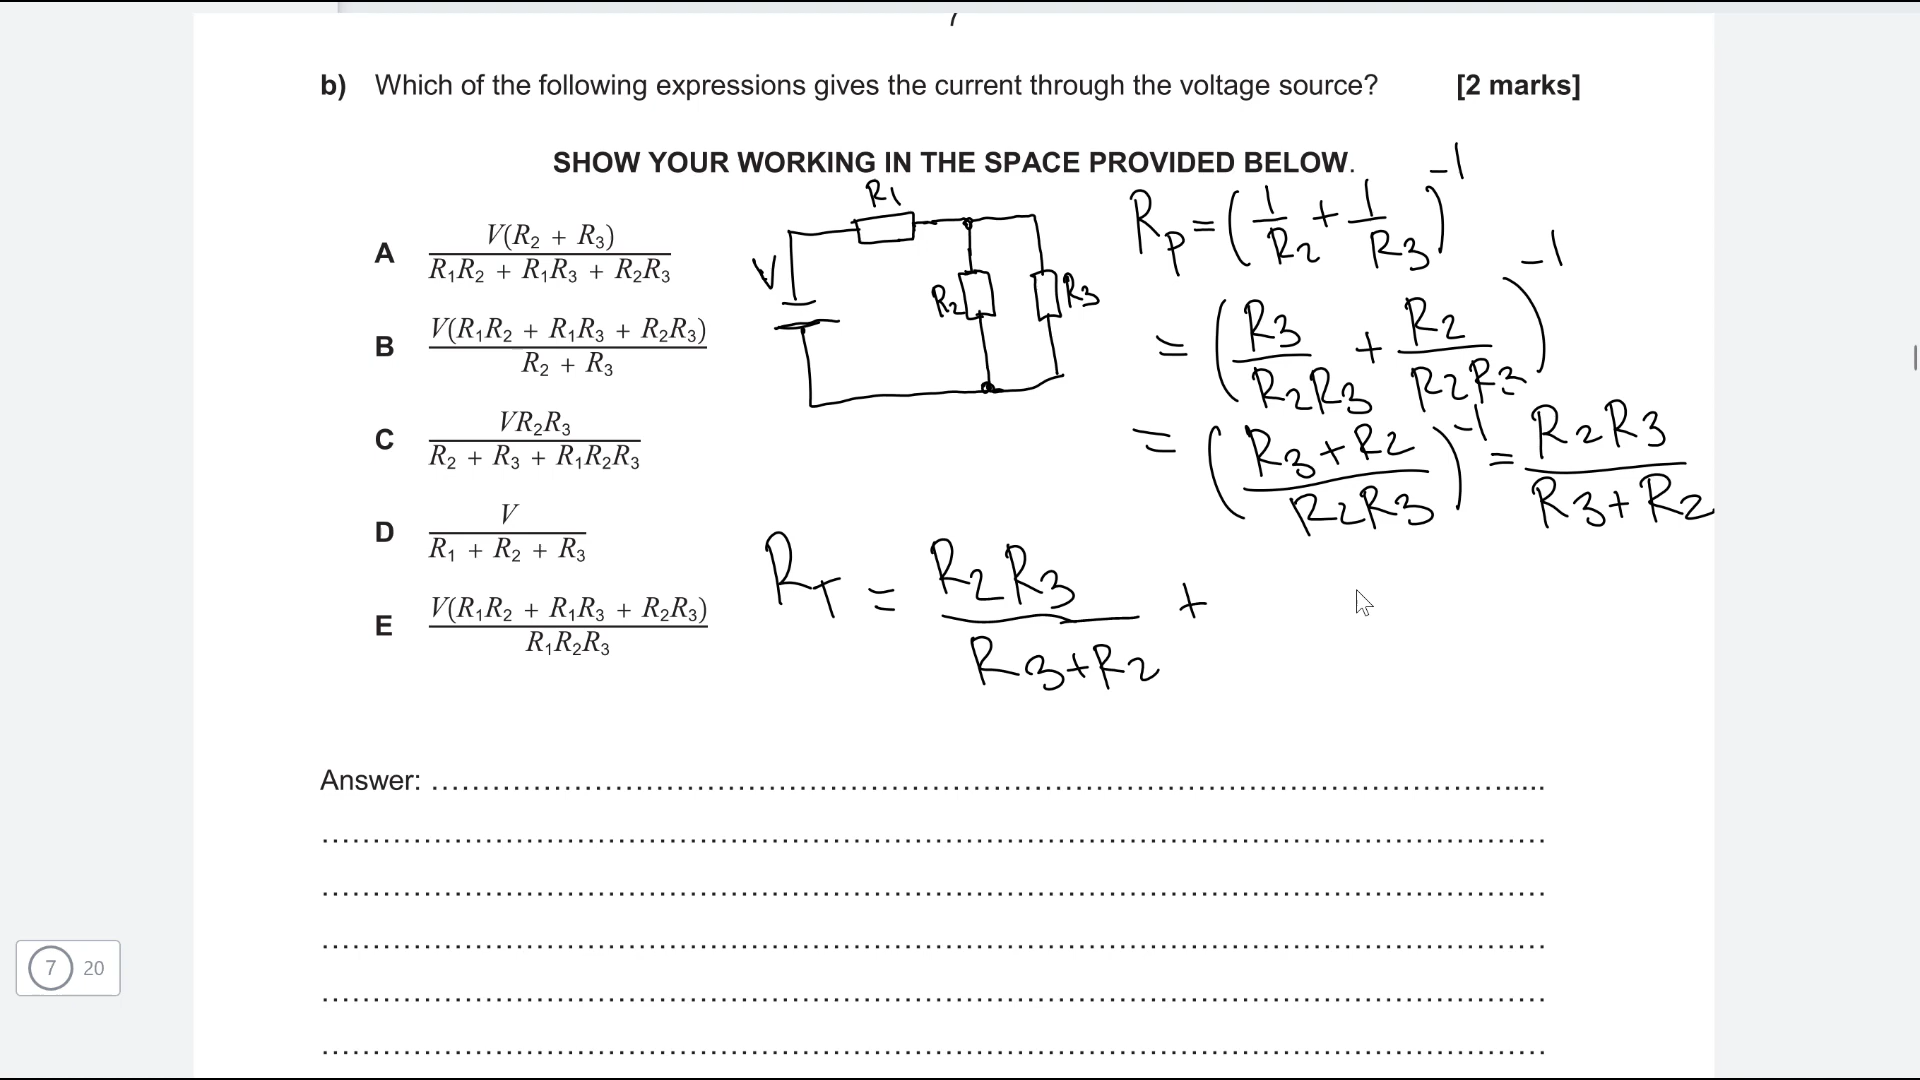 b) Which of the following expressions gives the current through the voltage source? [2 marks]
SHOW YOUR WORKING IN THE SPACE PROVIDED BELOW.
A V(R₂ + R₃) / R₁R₂ + R₁R₃ + R₂R₃
B V(R₁R₂ + R₁R₃ + R₂R₃) / R₂ + R₃
C VR₂R₃ / R₂ + R₃ + R₁R₂R₃
D V / R₁ + R₂ + R₃
E V(R₁R₂ + R₁R₃ + R₂R₃) / R₁R₂R₃
R1
V
R2
R3
Rp = (1/R2 + 1/R3)⁻¹
= (R3/R2R3 + R2/R2R3)⁻¹
= (R3+R2/R2R3)⁻¹ = R2R3/R3+R2
RT = R2R3/R3+R2 +
Answer: ................................................................
7 20